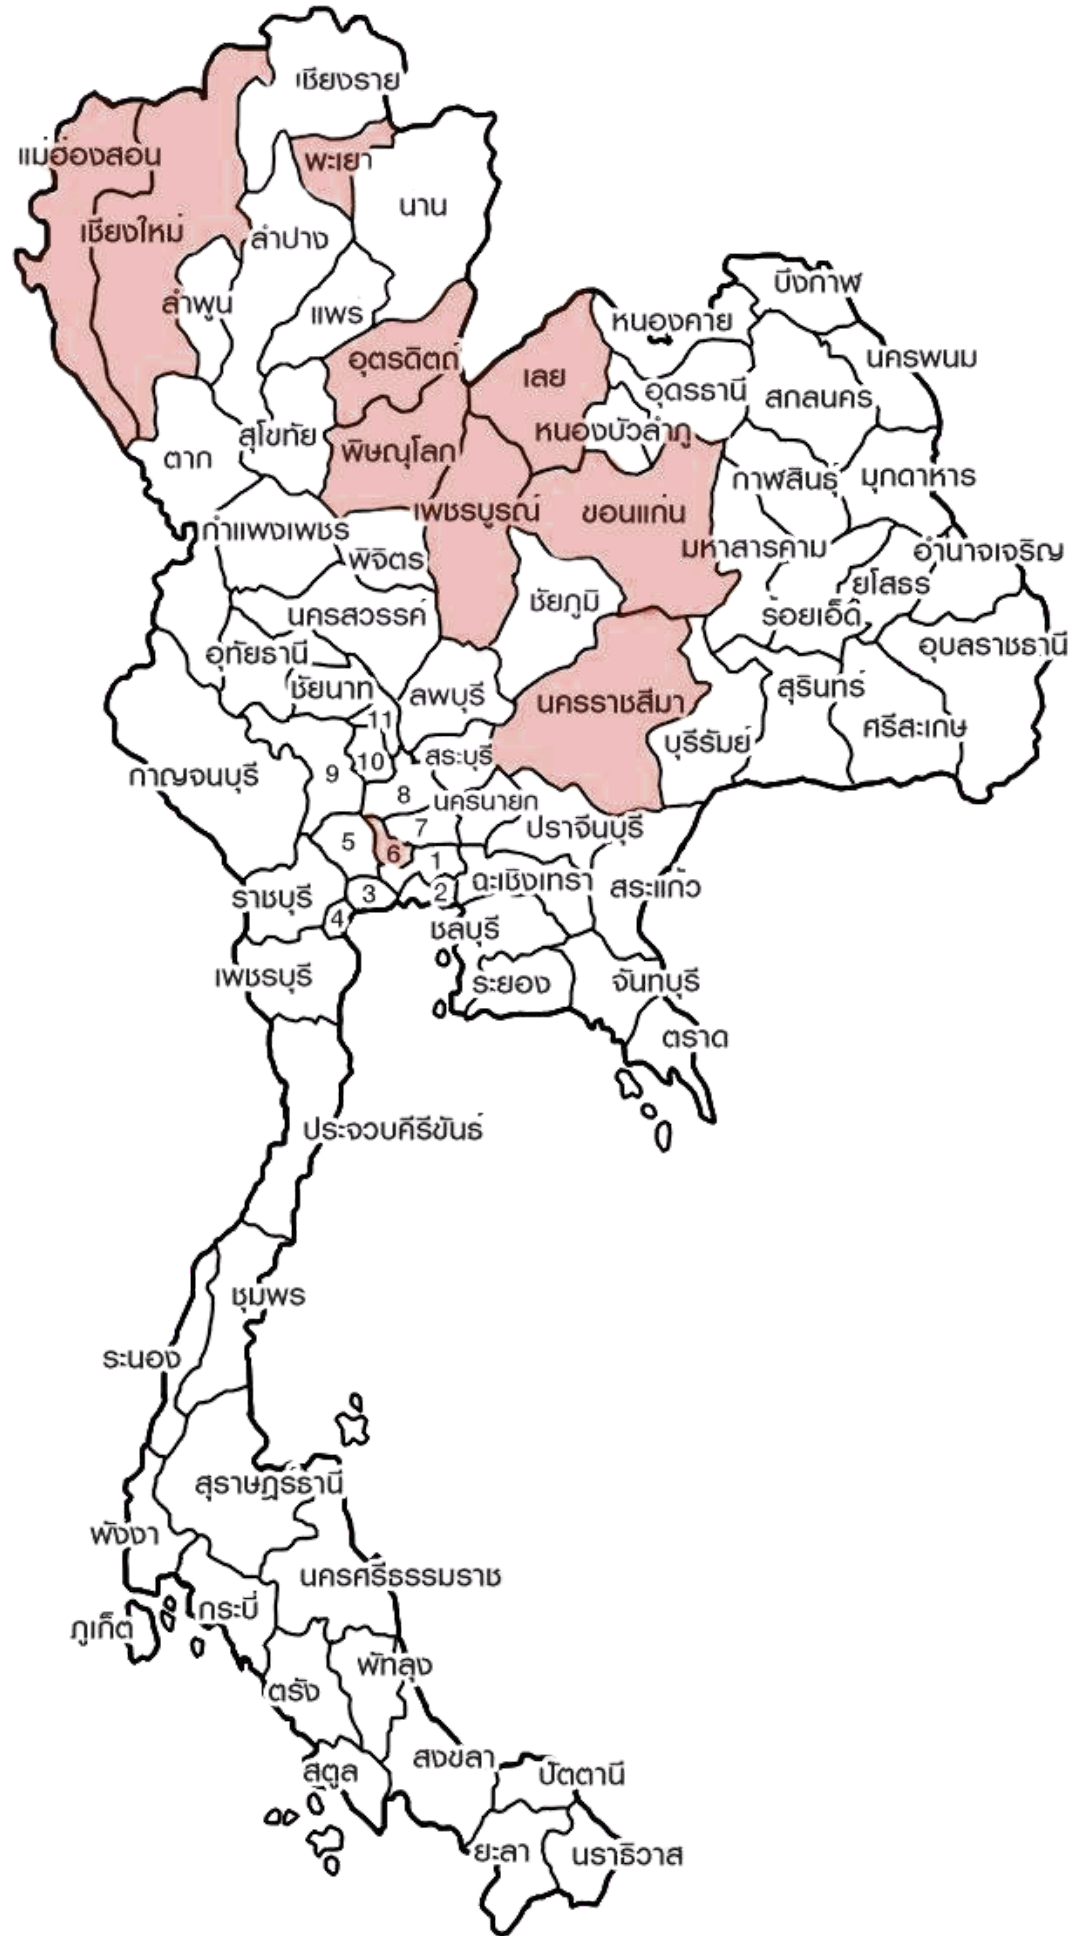 เชียงราย
แม่ฮ่องสอน
พะเยา
น่าน
เชียงใหม่
ลำปาง
ลำพูน
แพร่
บึงกาฬ
หนองคาย
อุตรดิตถ์
เลย
นครพนม
อุดรธานี
สกลนคร
หนองบัวลำภู
สุโขทัย
ตาก
พิษณุโลก
กาฬสินธุ์
มุกดาหาร
เพชรบูรณ์
ขอนแก่น
กำแพงเพชร
พิจิตร
มหาสารคาม
อำนาจเจริญ
ยโสธร
ชัยภูมิ
ร้อยเอ็ด
นครสวรรค์
อุทัยธานี
อุบลราชธานี
ชัยนาท
ลพบุรี
นครราชสีมา
สุรินทร์
ศรีสะเกษ
11
บุรีรัมย์
สระบุรี
กาญจนบุรี
9
10
8
นครนายก
7
ปราจีนบุรี
5
6
1
ราชบุรี
3
2
ฉะเชิงเทรา
สระแก้ว
4
ชลบุรี
เพชรบุรี
ระยอง
จันทบุรี
ตราด
ประจวบคีรีขันธ์
ชุมพร
ระนอง
สุราษฎร์ธานี
พังงา
นครศรีธรรมราช
กระบี่
ภูเก็ต
พัทลุง
ตรัง
สงขลา
สตูล
ปัตตานี
ยะลา
นราธิวาส